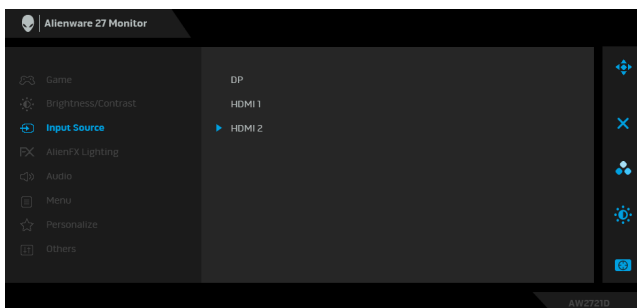 Alienware 27 Monitor
Game
Brightness/Contrast
Input Source
AlienFX Lighting
Audio
Menu
Personalize
Others
DP
HDMI 1
HDMI 2
AW2721D